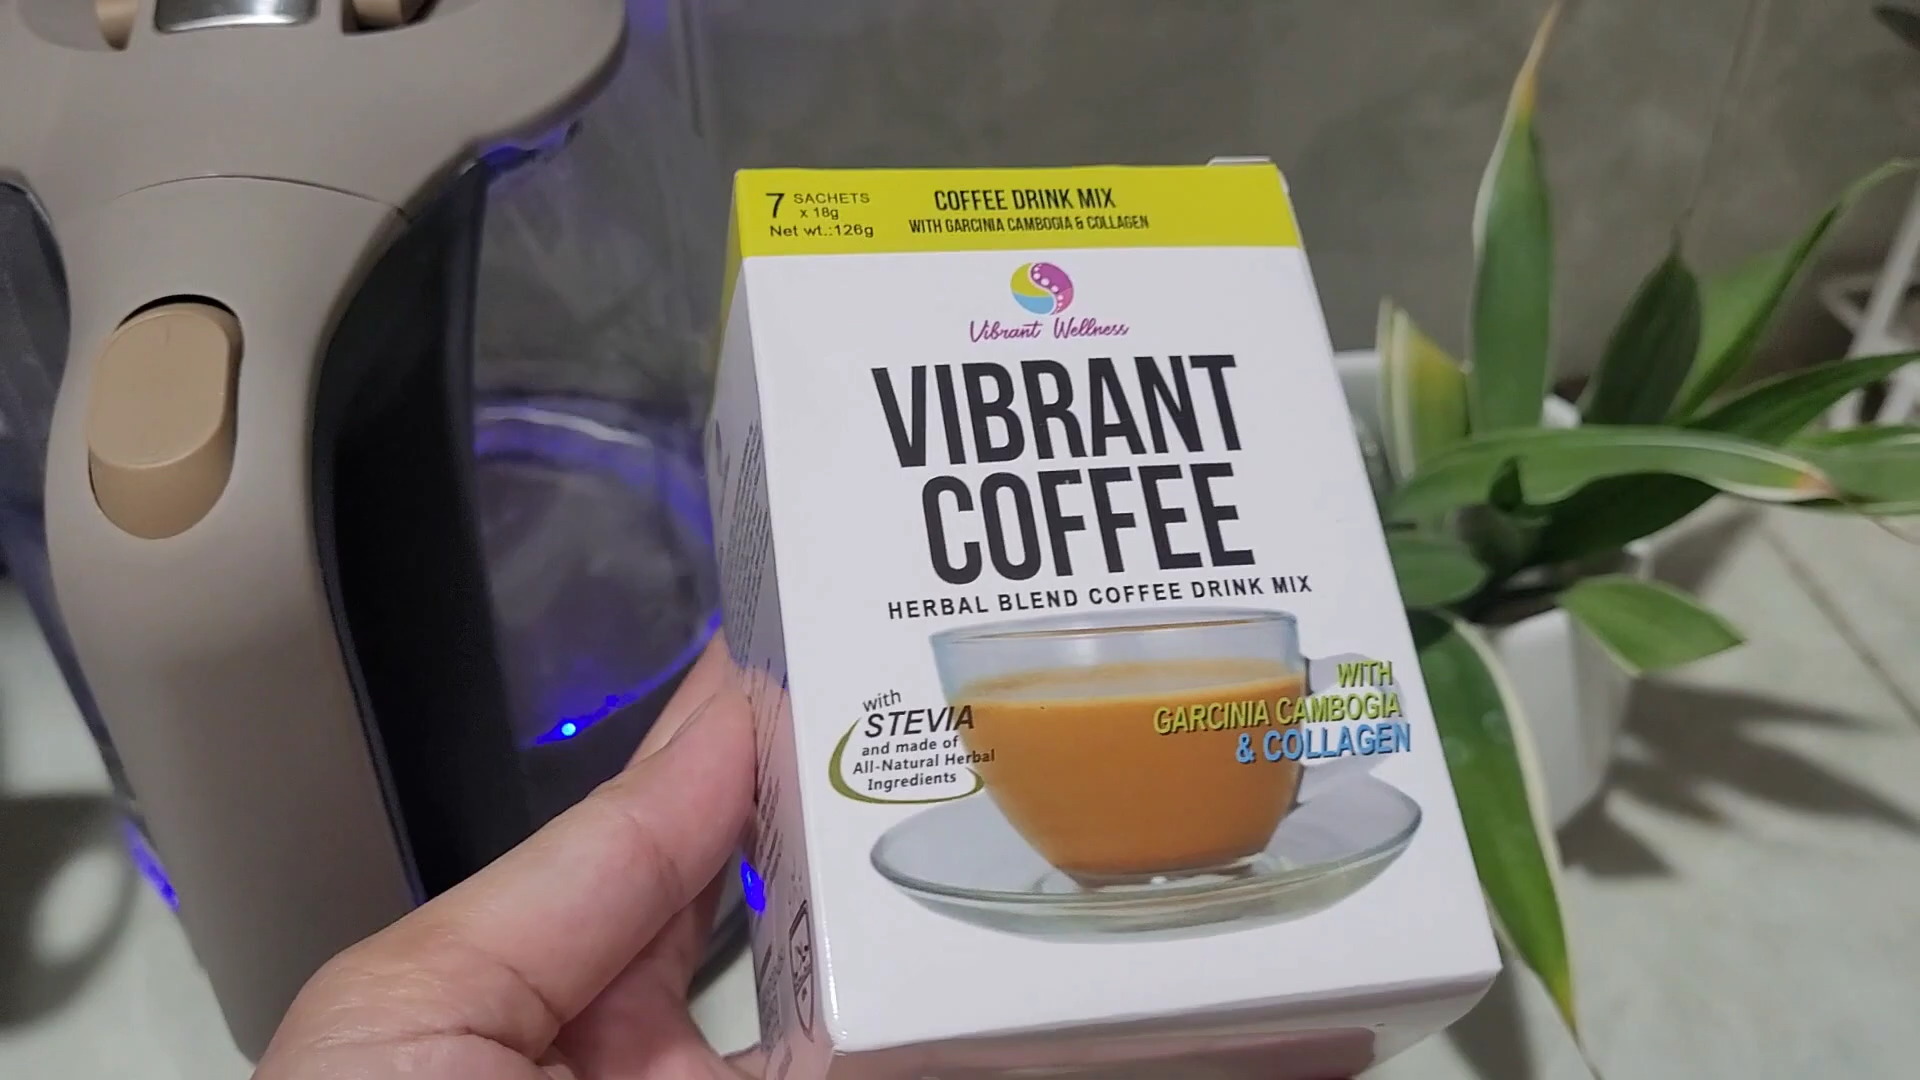 7 SACHETS
x 18g
Net wt.:126g
COFFEE DRINK MIX
WITH GARCINIA CAMBOGIA & COLLAGEN
Vibrant Wellness
VIBRANT
COFFEE
HERBAL BLEND COFFEE DRINK MIX
with
STEVIA
and made of
All-Natural Herbal
Ingredients
WITH
GARCINIA CAMBOGIA
& COLLAGEN